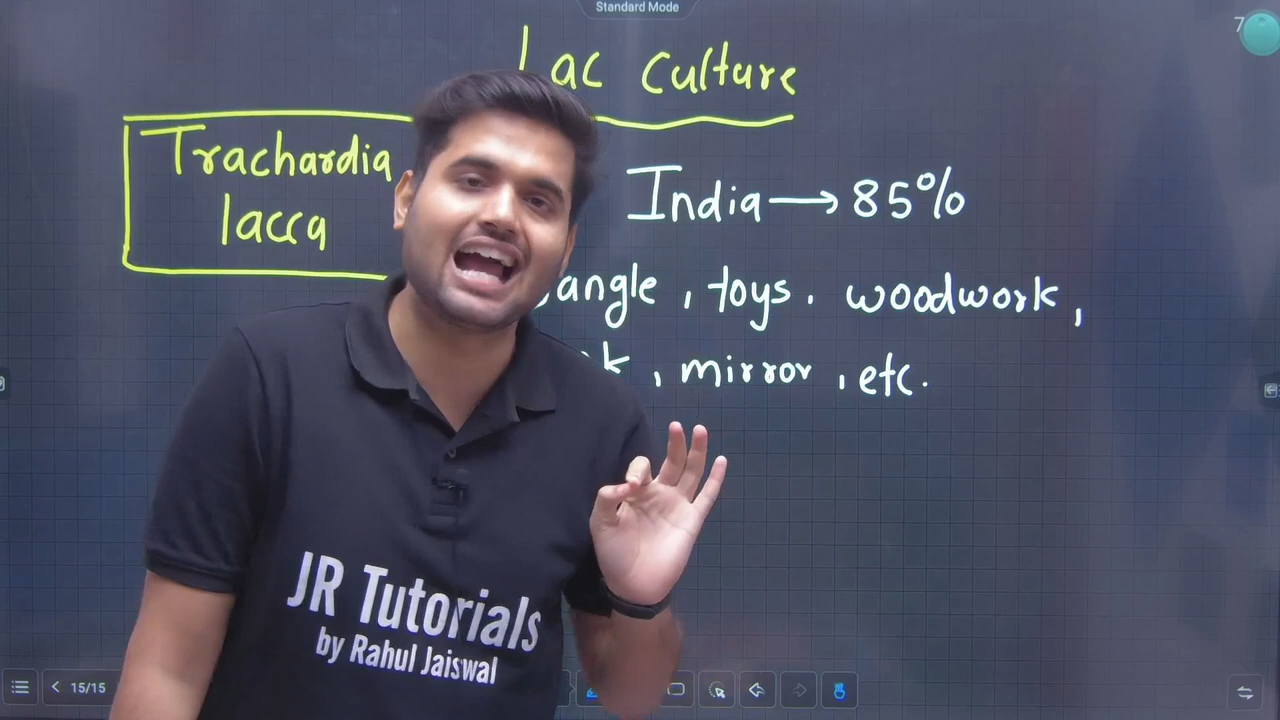 Standard Mode
7
Lac Culture
Trachardia
lacca
India → 85%
angle, toys. woodwork,
k, mirror, etc.
JR Tutorials
by Rahul Jaiswal
15/15